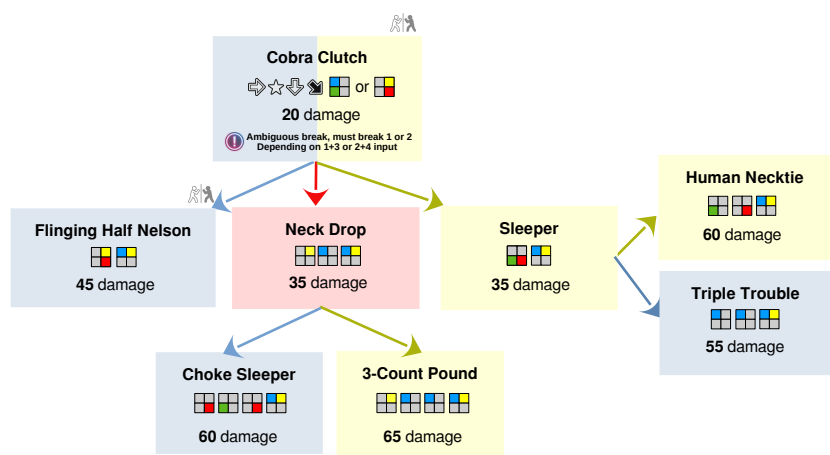 Cobra Clutch
or
20 damage
Ambiguous break, must break 1 or 2
Depending on 1+3 or 2+4 input
Flinging Half Nelson
45 damage
Neck Drop
35 damage
Sleeper
35 damage
Human Necktie
60 damage
Triple Trouble
55 damage
Choke Sleeper
60 damage
3-Count Pound
65 damage